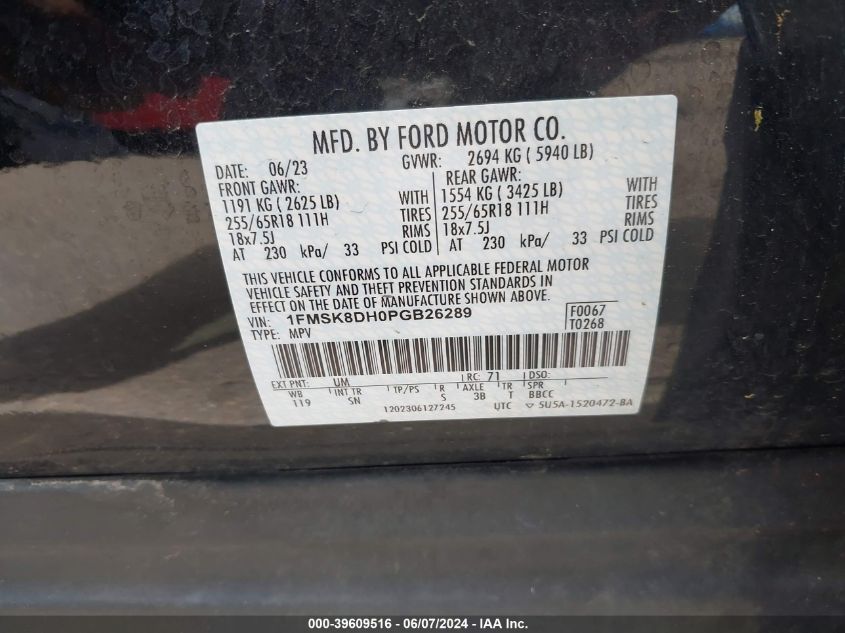 MFD. BY FORD MOTOR CO.
DATE: 06/23 GVWR: 2694 KG ( 5940 LB)
FRONT GAWR: REAR GAWR:
1191 KG ( 2625 LB) WITH 1554 KG ( 3425 LB) WITH
255/65R18 111H TIRES 255/65R18 111H TIRES
18x7.5J RIMS 18x7.5J RIMS
AT 230 kPa/ 33 PSI COLD AT 230 kPa/ 33 PSI COLD
THIS VEHICLE CONFORMS TO ALL APPLICABLE FEDERAL MOTOR
VEHICLE SAFETY AND THEFT PREVENTION STANDARDS IN
EFFECT ON THE DATE OF MANUFACTURE SHOWN ABOVE.
VIN: 1FMSK8DH0PGB26289 F0067
TYPE: MPV T0268
EXT PNT: UM RC: 71 DSO:
WB INT TR TP/PS R AXLE TR SPR
119 SN S 3B T BBCC
1202306127245 UTC 5U5A-1520472-BA
000-39609516 - 06/07/2024 - IAA Inc.